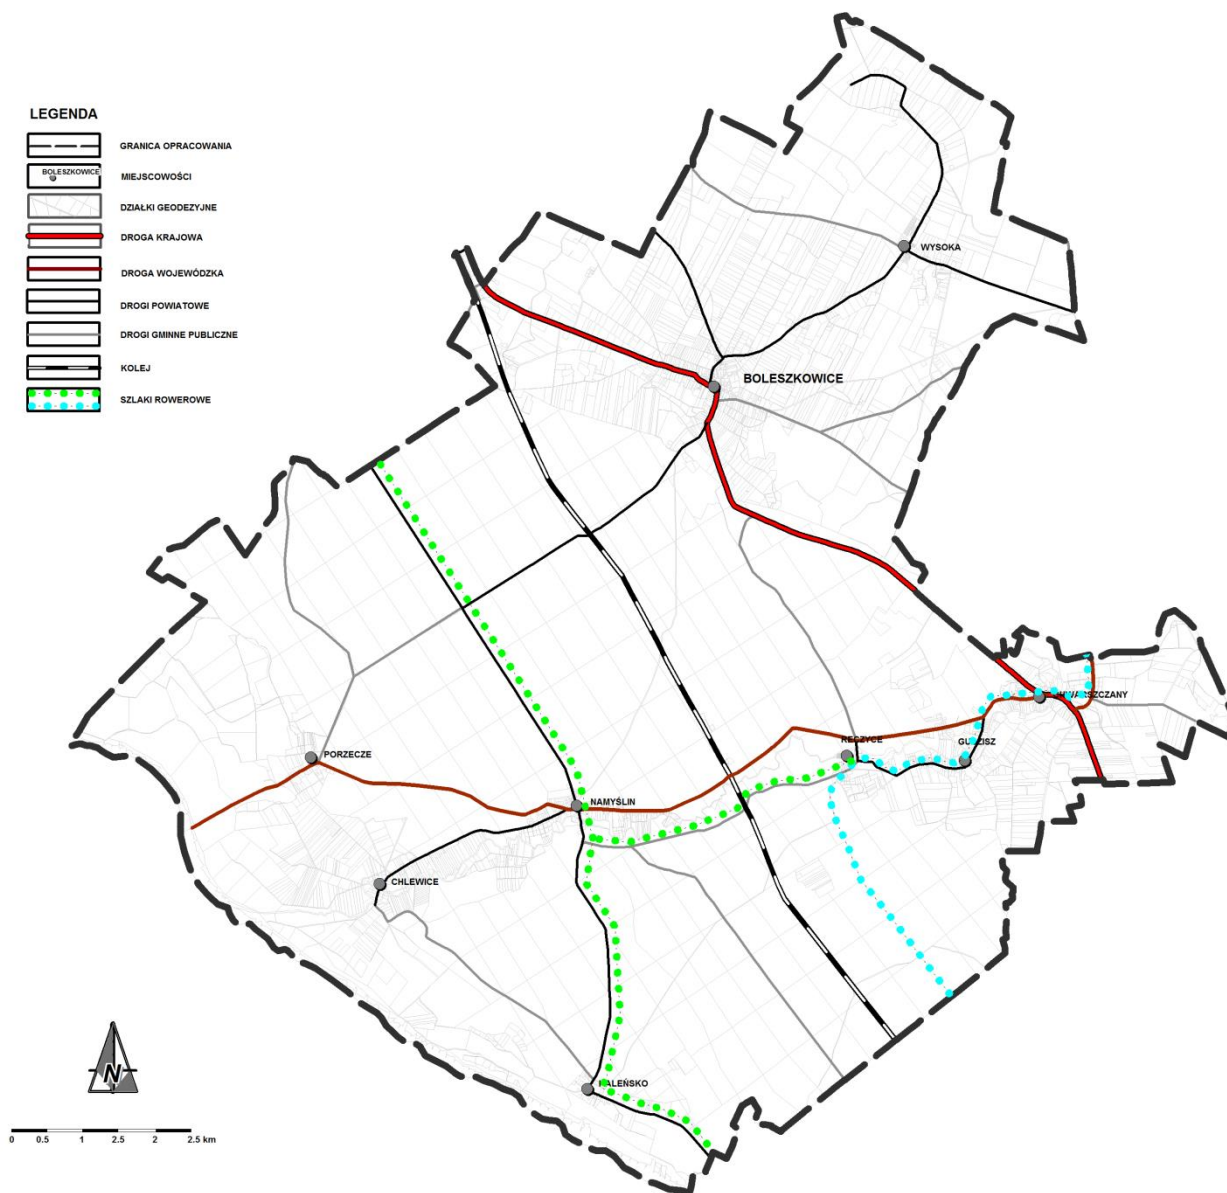 LEGENDA
GRANICA OPRACOWANIA
BOLESZKOWICE
MIEJSCOWOŚCI
DZIAŁKI GEODEZYJNE
DROGA KRAJOWA
DROGA WOJEWÓDZKA
DROGI POWIATOWE
DROGI GMINNE PUBLICZNE
KOLEJ
SZLAKI ROWEROWE
WYSOKA
BOLESZKOWICE
PORZECZE
NAMYŚLIN
CHLEWICE
N
0 0.5 1 2.5 2 2.5 km